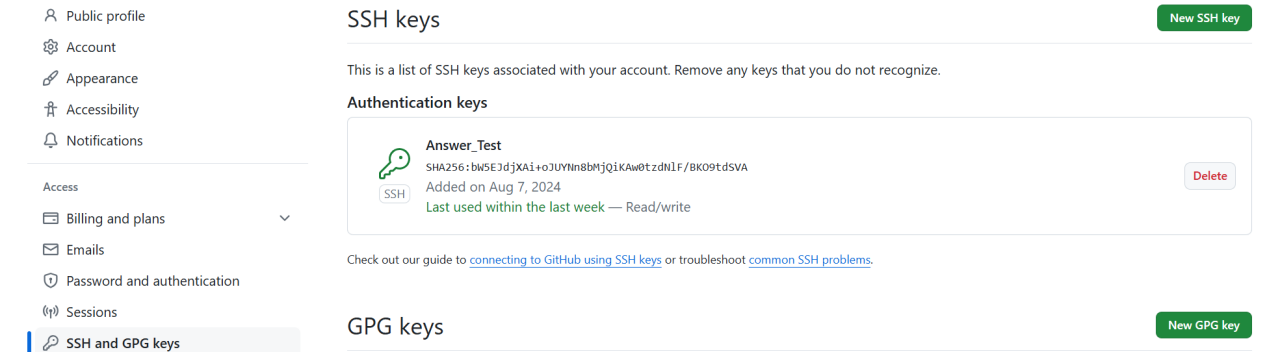 Public profile
Account
Appearance
Accessibility
Notifications
Access
Billing and plans
Emails
Password and authentication
Sessions
SSH and GPG keys
SSH keys
New SSH key
This is a list of SSH keys associated with your account. Remove any keys that you do not recognize.
Authentication keys
Answer_Test
SHA256:bW5EJdjXAi+oJUYNn8bMjQiKAw0tzdNlF/BKO9tdSVA
SSH
Added on Aug 7, 2024
Last used within the last week — Read/write
Delete
Check out our guide to connecting to GitHub using SSH keys or troubleshoot common SSH problems.
GPG keys
New GPG key